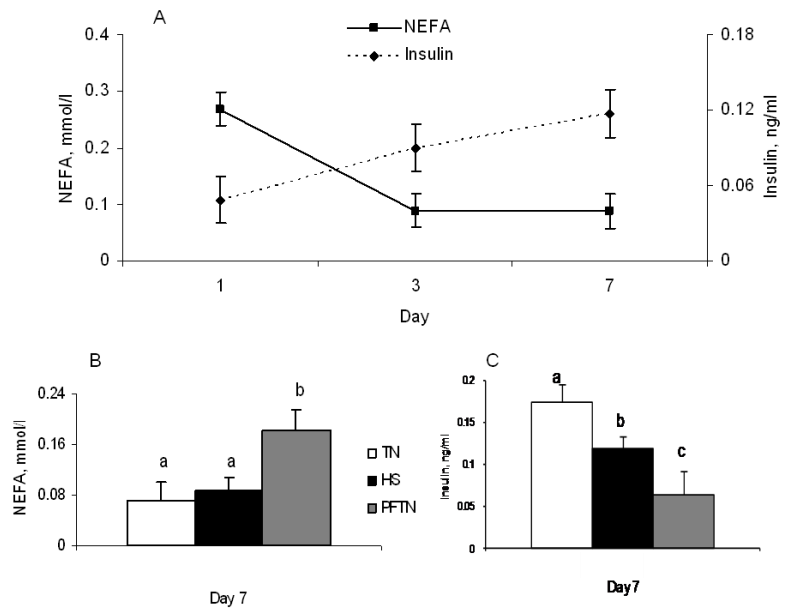 A
NEFA
Insulin
0.4
0.3
0.2
0.1
0
NEFA, mmol/l
0.18
0.12
0.06
0
Insulin, ng/ml
1 3 7
Day
B
0.24
0.16
0.08
0
NEFA, mmol/l
a a b
Day 7
TN
HS
PFTN
C
0.2
0.15
0.1
0.05
0
Insulin, ng/ml
a
b
c
Day7